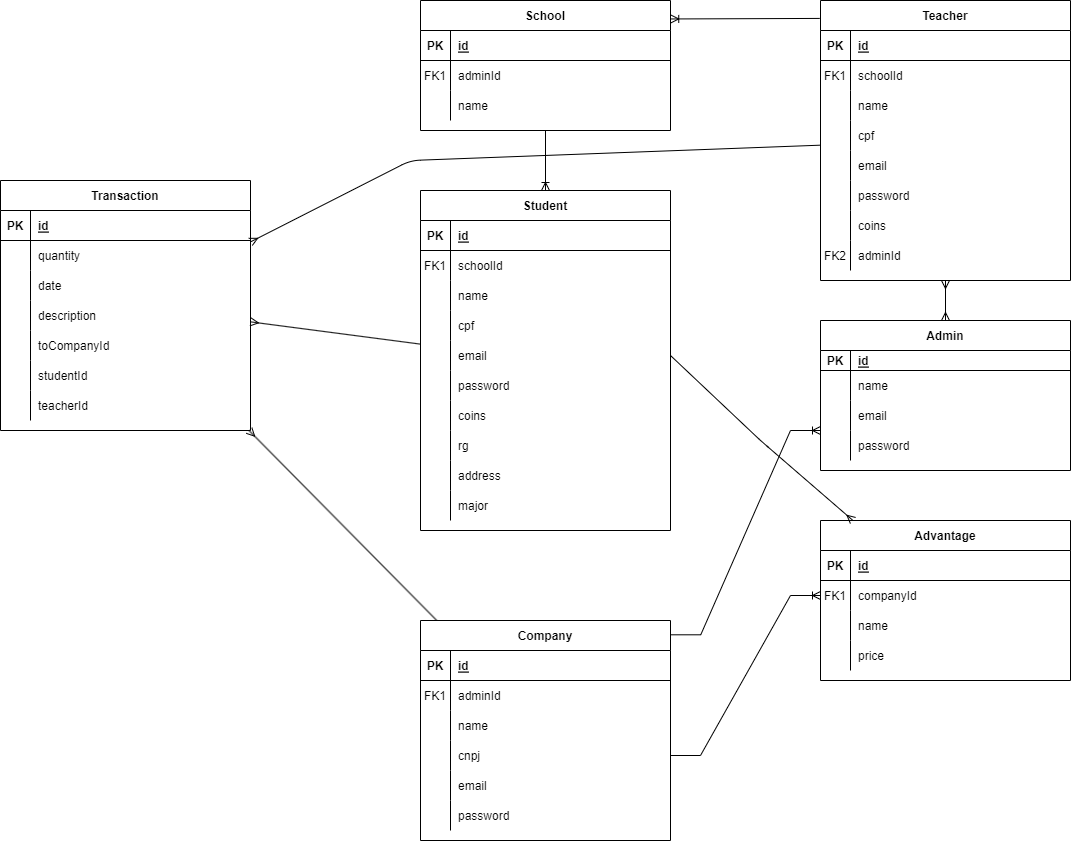 School
PK id
FK1 adminId
name
Teacher
PK id
FK1 schoolId
name
cpf
email
password
coins
FK2 adminId
Transaction
PK id
quantity
date
description
toCompanyId
studentId
teacherId
Student
PK id
FK1 schoolId
name
cpf
email
password
coins
rg
address
major
Admin
PK id
name
email
password
Advantage
PK id
FK1 companyId
name
price
Company
PK id
FK1 adminId
name
cnpj
email
password